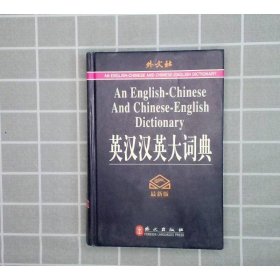 外文社
AN ENGLISH-CHINESE AND CHINESE-ENGLISH DICTIONARY
An English-Chinese
And Chinese-English
Dictionary
英汉汉英大词典
最新版
外文出版社
FOREIGN LANGUAGES PRESS